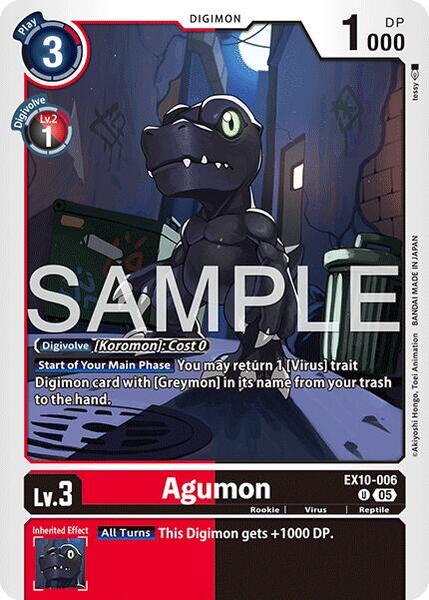 DIGIMON
Play
3
1000
DP
Digivolve
Lv.2
1
tessy
SAMPLE
Digivolve [Koromon]: Cost 0
Start of Your Main Phase You may return 1 [Virus] trait
Digimon card with [Greymon] in its name from your trash
to the hand.
©Akiyoshi Hongo, Toei Animation BANDAI MADE IN JAPAN
Lv.3
Agumon
EX10-006
U 05
Rookie | Virus | Reptile
Inherited Effect
All Turns This Digimon gets +1000 DP.